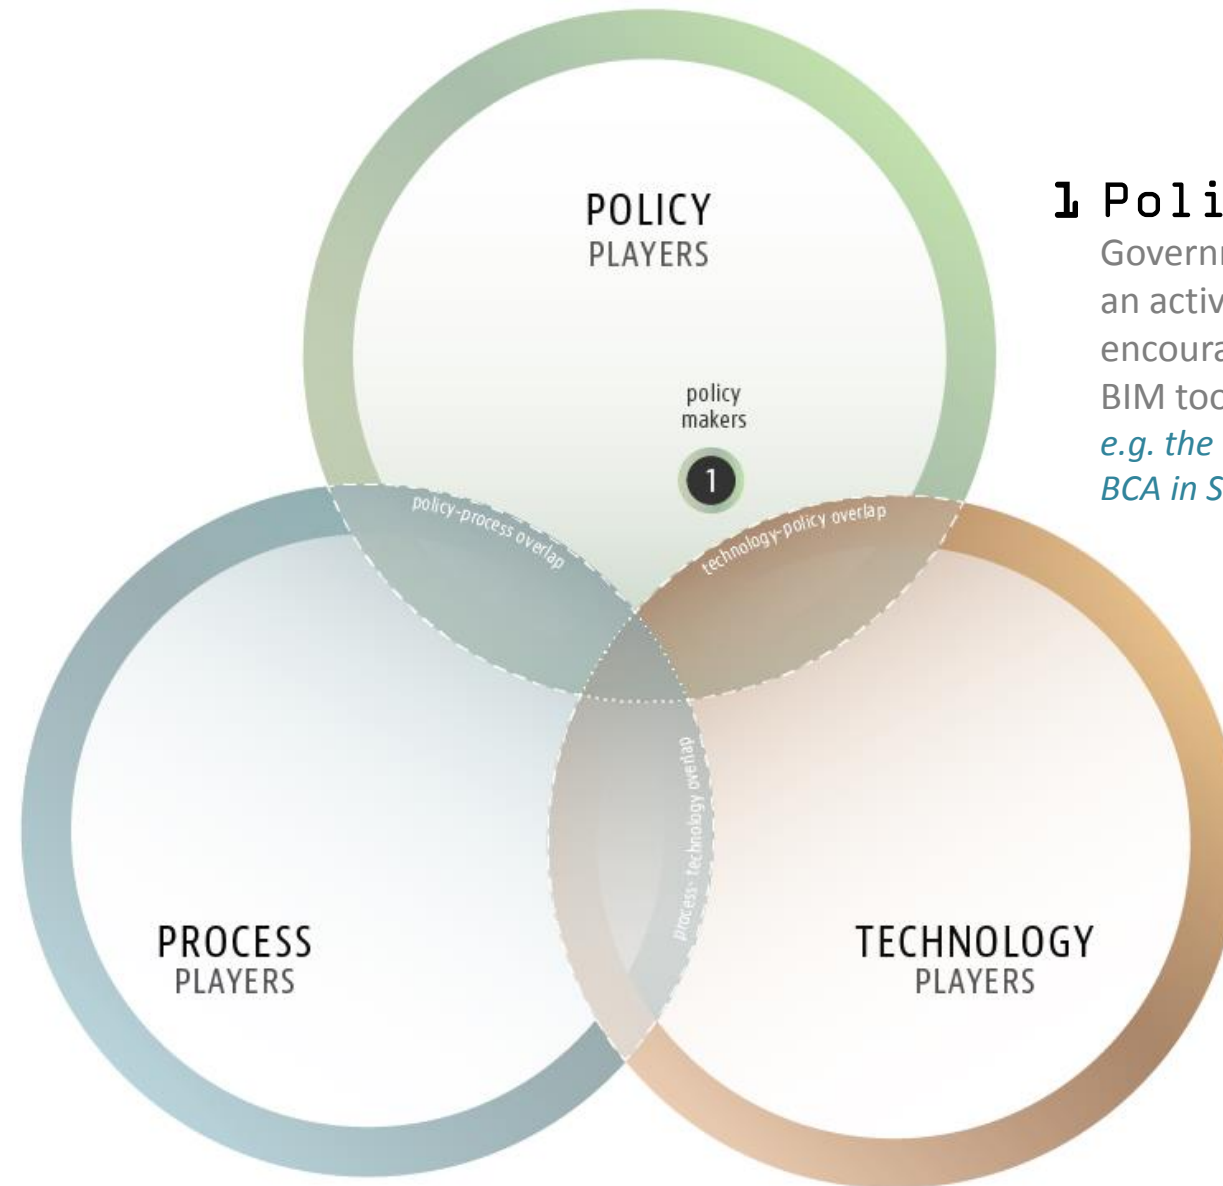 POLICY
PLAYERS
policy
makers
1
policy-process overlap
technology-policy overlap
process- technology overlap
PROCESS
PLAYERS
TECHNOLOGY
PLAYERS
1 Poli
Govern
an activ
encoura
BIM too
e.g. the
BCA in S